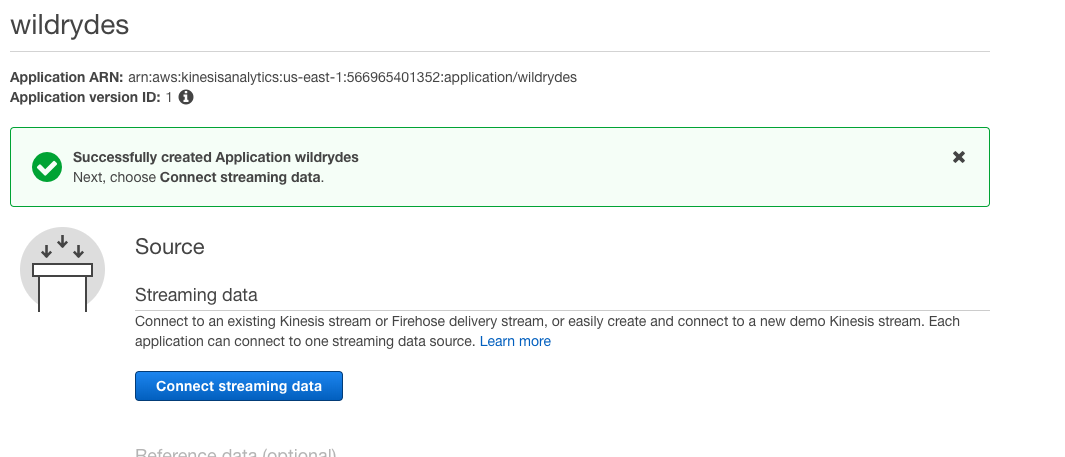 wildrydes
Application ARN: arn:aws:kinesisanalytics:us-east-1:566965401352:application/wildrydes
Application version ID: 1
Successfully created Application wildrydes
Next, choose Connect streaming data.
Source
Streaming data
Connect to an existing Kinesis stream or Firehose delivery stream, or easily create and connect to a new demo Kinesis stream. Each
application can connect to one streaming data source. Learn more
Connect streaming data
Reference data (optional)